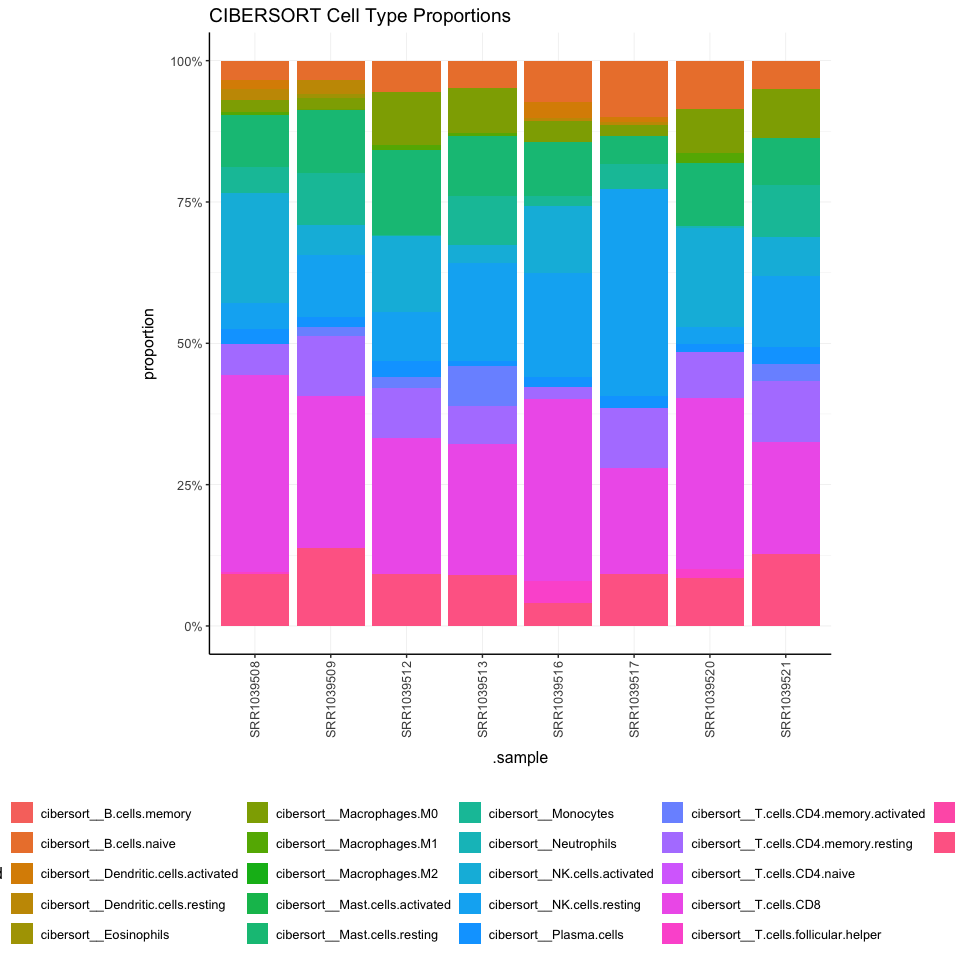 CIBERSORT Cell Type Proportions
100%
75%
50%
25%
0%
proportion
SRR1039508
SRR1039509
SRR1039512
SRR1039513
SRR1039516
SRR1039517
SRR1039520
SRR1039521
.sample
cibersort__B.cells.memory
cibersort__B.cells.naive
cibersort__Dendritic.cells.activated
cibersort__Dendritic.cells.resting
cibersort__Eosinophils
cibersort__Macrophages.M0
cibersort__Macrophages.M1
cibersort__Macrophages.M2
cibersort__Mast.cells.activated
cibersort__Mast.cells.resting
cibersort__Monocytes
cibersort__Neutrophils
cibersort__NK.cells.activated
cibersort__NK.cells.resting
cibersort__Plasma.cells
cibersort__T.cells.CD4.memory.activated
cibersort__T.cells.CD4.memory.resting
cibersort__T.cells.CD4.naive
cibersort__T.cells.CD8
cibersort__T.cells.follicular.helper